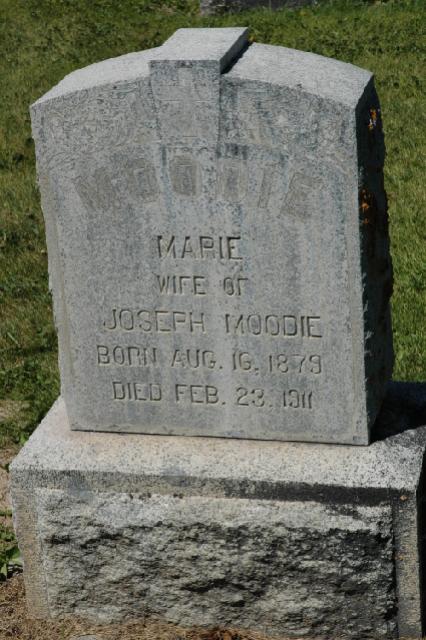 MOODIE
MARIE
WIFE OF
JOSEPH MOODIE
BORN AUG. 16, 1879
DIED FEB. 23. 1911